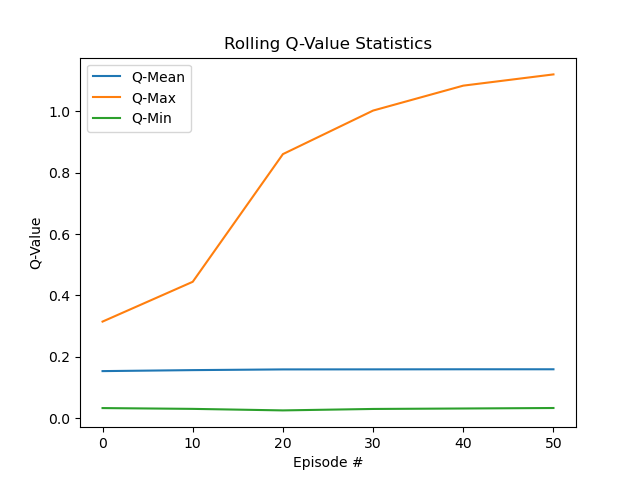 Rolling Q-Value Statistics
Q-Mean
Q-Max
Q-Min
Q-Value
1.0
0.8
0.6
0.4
0.2
0.0
0 10 20 30 40 50
Episode #